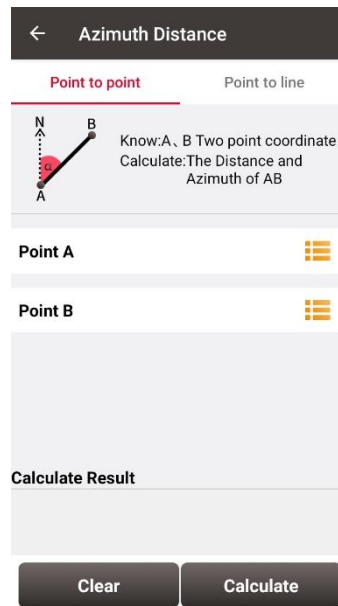 Azimuth Distance
Point to point
Point to line
N
B
α
A
Know:A、B Two point coordinate
Calculate:The Distance and
Azimuth of AB
Point A
Point B
Calculate Result
Clear
Calculate